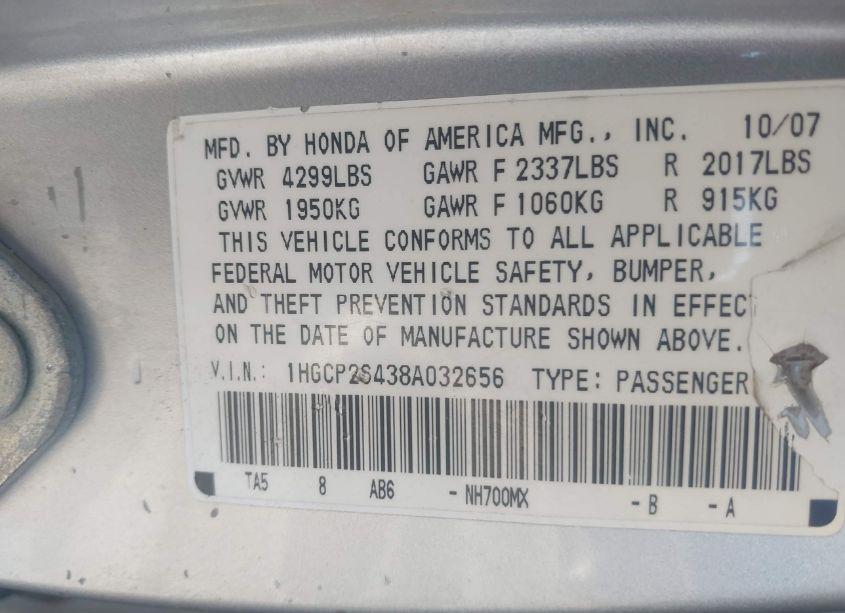 MFD. BY HONDA OF AMERICA MFG., INC. 10/07
GVWR 4299LBS GAWR F 2337LBS R 2017LBS
GVWR 1950KG GAWR F 1060KG R 915KG
THIS VEHICLE CONFORMS TO ALL APPLICABLE
FEDERAL MOTOR VEHICLE SAFETY, BUMPER,
AND THEFT PREVENTION STANDARDS IN EFFECT
ON THE DATE OF MANUFACTURE SHOWN ABOVE.
V.I.N.: 1HGCP26438A032656 TYPE: PASSENGER
TA5 8 AB6 - NH700MX - B - A